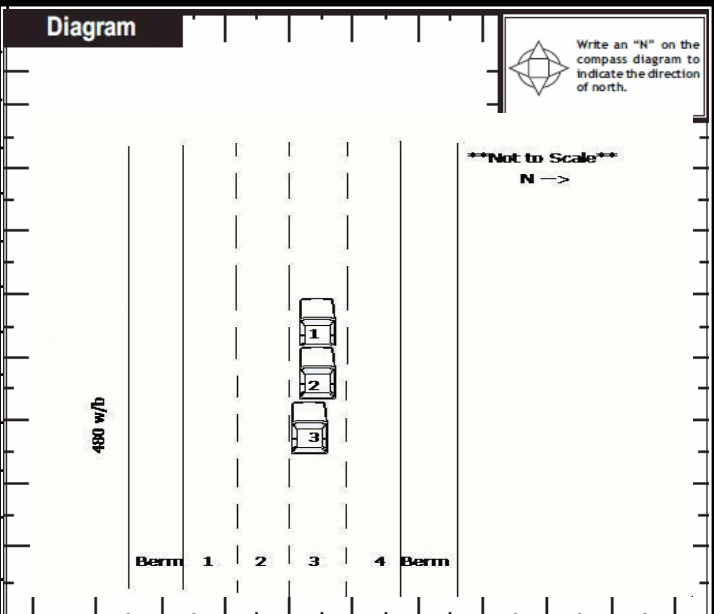 Diagram
Write an “N” on the
compass diagram to
indicate the direction
of north.
**Not to Scale**
N -->
1
2
3
480 w/b
Berm 1 2 3 4 Berm